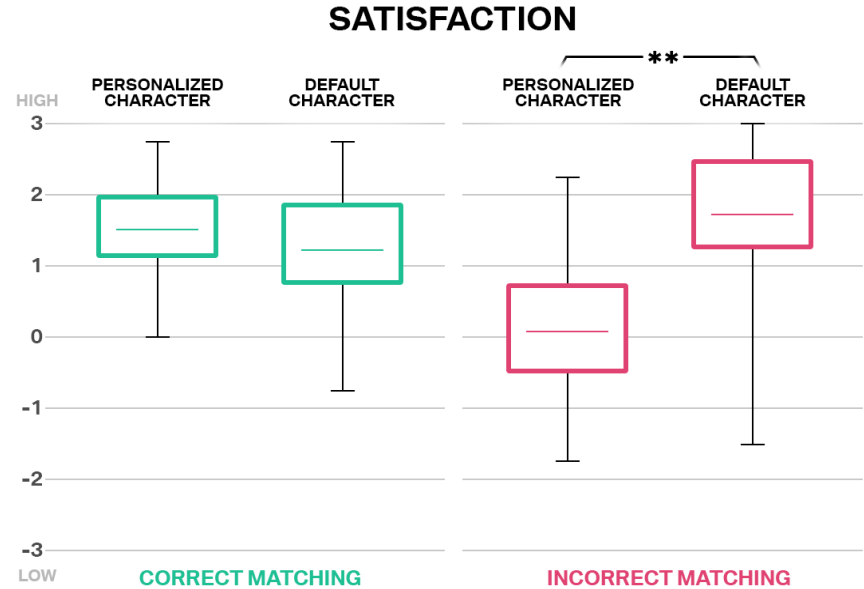 SATISFACTION
**
PERSONALIZED
CHARACTER
DEFAULT
CHARACTER
PERSONALIZED
CHARACTER
DEFAULT
CHARACTER
HIGH
3
2
1
0
-1
-2
-3
LOW
CORRECT MATCHING
INCORRECT MATCHING